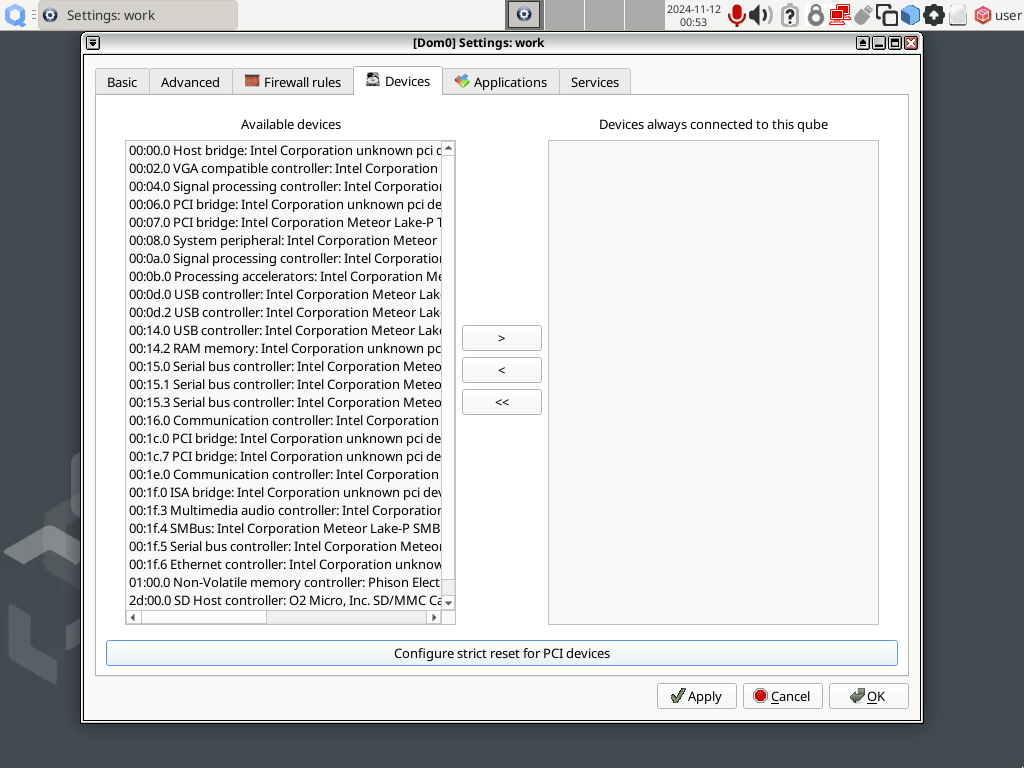 Settings: work
2024-11-12
00:53
user
[Dom0] Settings: work
Basic
Advanced
Firewall rules
Devices
Applications
Services
Available devices
Devices always connected to this qube
00:00.0 Host bridge: Intel Corporation unknown pci
00:02.0 VGA compatible controller: Intel Corporation
00:04.0 Signal processing controller: Intel Corporation
00:06.0 PCI bridge: Intel Corporation unknown pci de
00:07.0 PCI bridge: Intel Corporation Meteor Lake-P T
00:08.0 System peripheral: Intel Corporation Meteor
00:0a.0 Signal processing controller: Intel Corporation
00:0b.0 Processing accelerators: Intel Corporation Me
00:0d.0 USB controller: Intel Corporation Meteor Lak
00:0d.2 USB controller: Intel Corporation Meteor Lak
00:14.0 USB controller: Intel Corporation Meteor Lak
00:14.2 RAM memory: Intel Corporation unknown pc
00:15.0 Serial bus controller: Intel Corporation Meteo
00:15.1 Serial bus controller: Intel Corporation Meteo
00:15.3 Serial bus controller: Intel Corporation Meteo
00:16.0 Communication controller: Intel Corporation
00:1c.0 PCI bridge: Intel Corporation unknown pci de
00:1c.7 PCI bridge: Intel Corporation unknown pci de
00:1e.0 Communication controller: Intel Corporation
00:1f.0 ISA bridge: Intel Corporation unknown pci dev
00:1f.3 Multimedia audio controller: Intel Corporation
00:1f.4 SMBus: Intel Corporation Meteor Lake-P SMB
00:1f.5 Serial bus controller: Intel Corporation Meteor
00:1f.6 Ethernet controller: Intel Corporation unknow
01:00.0 Non-Volatile memory controller: Phison Elect
2d:00.0 SD Host controller: O2 Micro, Inc. SD/MMC Ca
>
<
<<
Configure strict reset for PCI devices
Apply
Cancel
OK